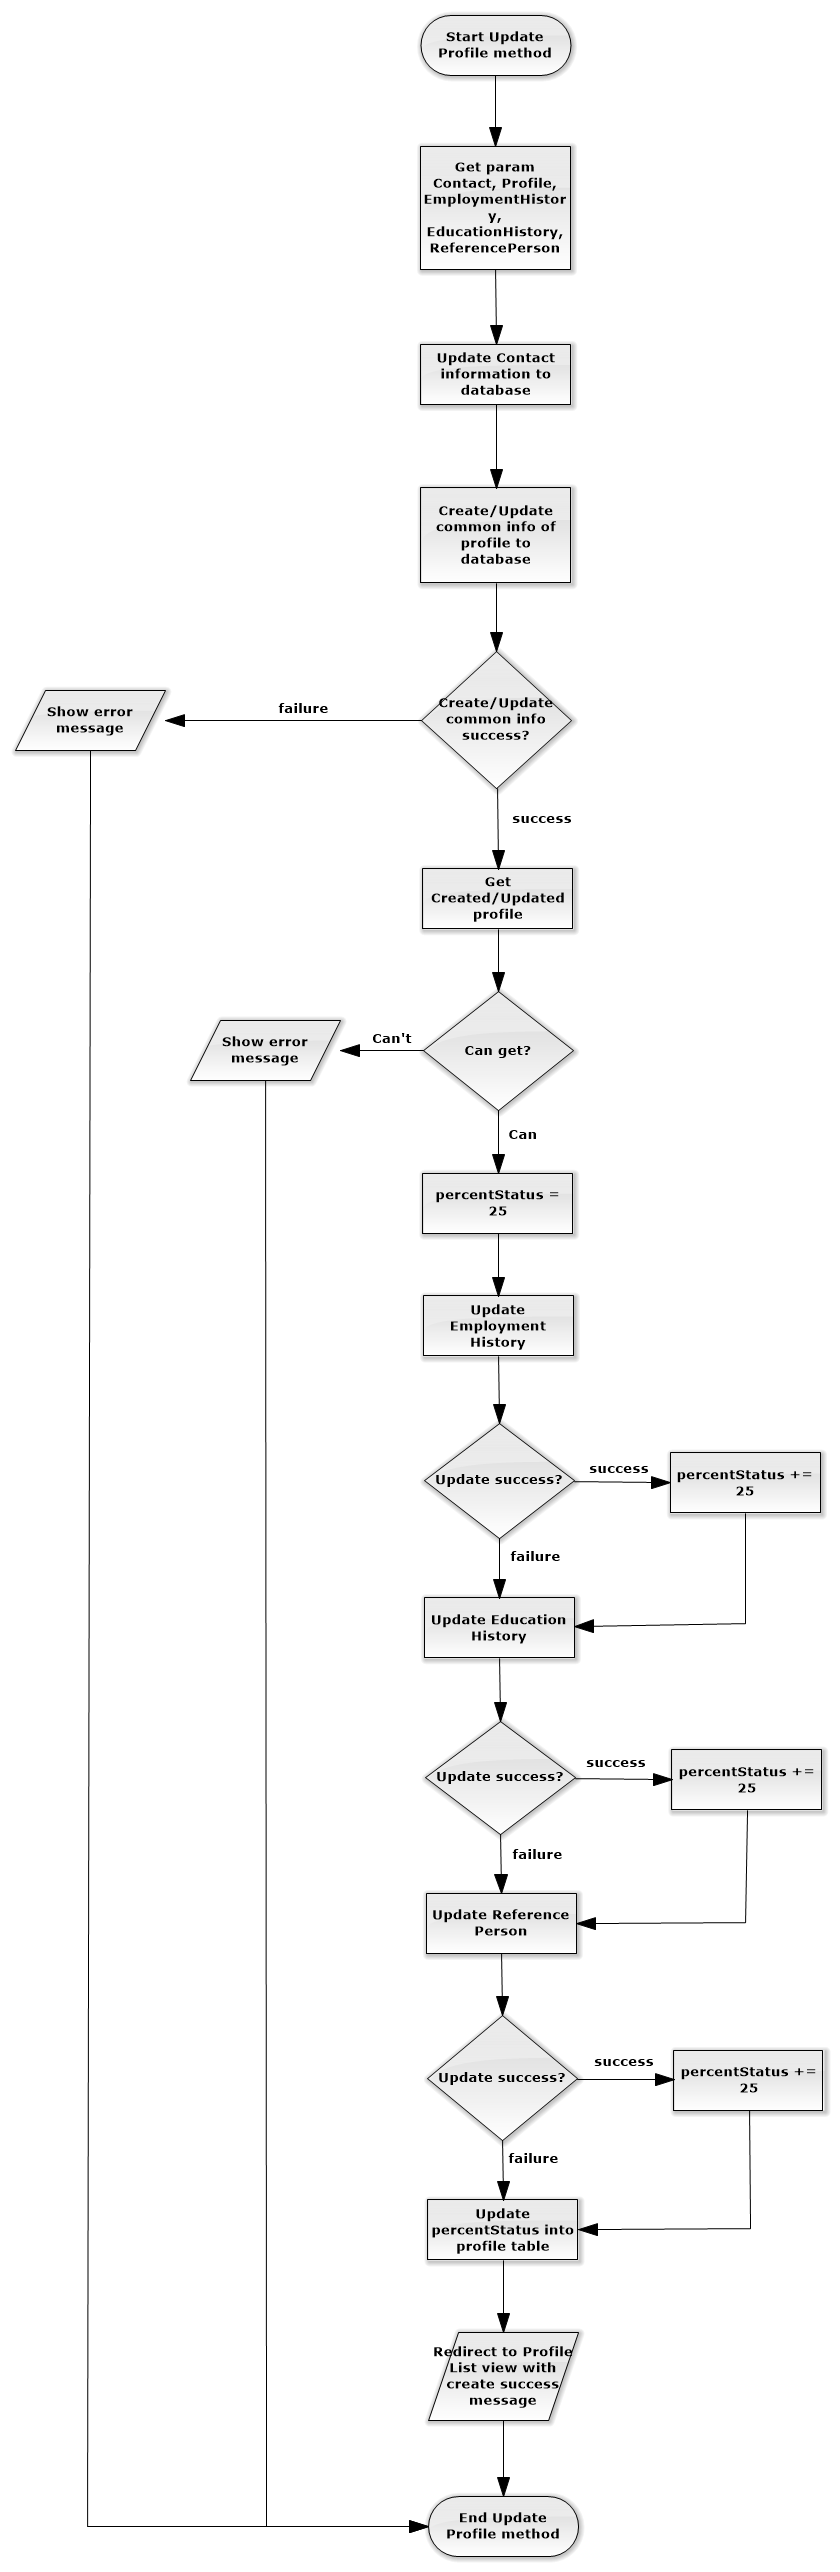 Start Update
Profile method
Get param
Contact, Profile,
EmploymentHistor
y,
EducationHistory,
ReferencePerson
Update Contact
information to
database
Create/Update
common info of
profile to
database
Create/Update
common info
success?
failure
Show error
message
success
Get
Created/Updated
profile
Can get?
Can't
Show error
message
Can
percentStatus =
25
Update
Employment
History
Update success?
success
percentStatus +=
25
failure
Update Education
History
Update success?
success
percentStatus +=
25
failure
Update Reference
Person
Update success?
success
percentStatus +=
25
failure
Update
percentStatus into
profile table
Redirect to Profile
List view with
create success
message
End Update
Profile method